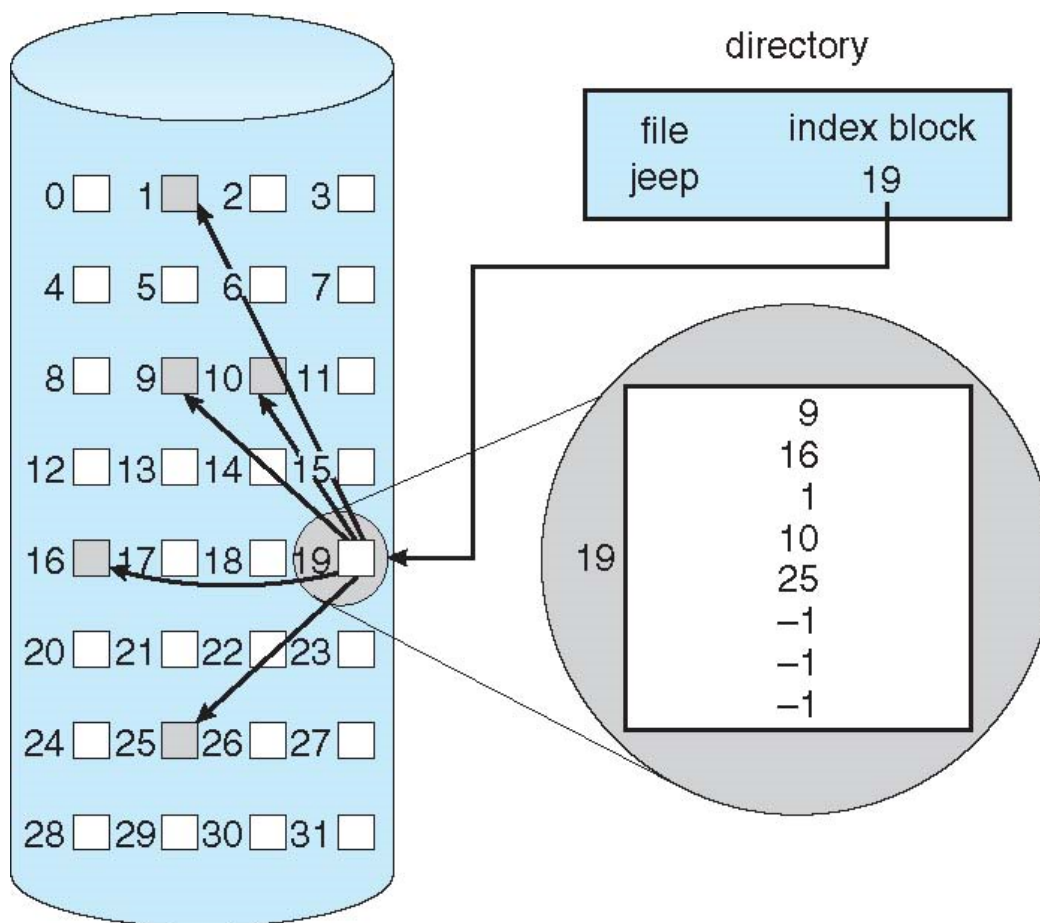 directory
file index block
jeep 19
0 1 2 3
4 5 6 7
8 9 10 11
12 13 14 15
16 17 18 19
20 21 22 23
24 25 26 27
28 29 30 31
19
9
16
1
10
25
–1
–1
–1